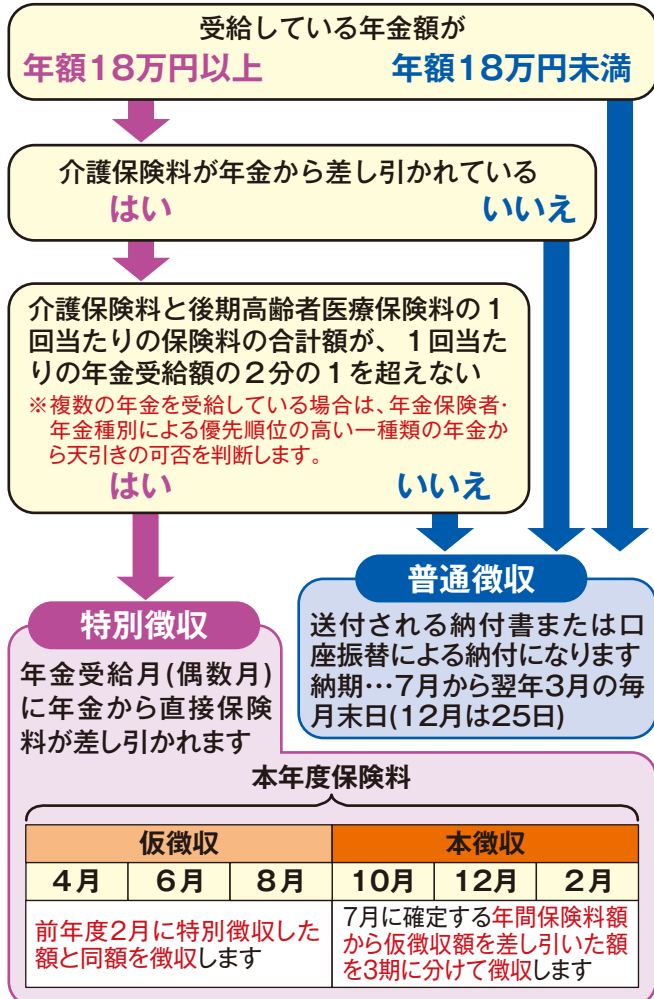 受給している年金額が
年額18万円以上 年額18万円未満
介護保険料が年金から差し引かれている
はい いいえ
介護保険料と後期高齢者医療保険料の1
回当たりの保険料の合計額が、1回当た
りの年金受給額の2分の1を超えない
※複数の年金を受給している場合は、年金保険者・
年金種別による優先順位の高い一種類の年金か
ら天引きの可否を判断します。
はい いいえ
普通徴収
送付される納付書または口
座振替による納付になります
納期…7月から翌年3月の毎
月末日(12月は25日)
特別徴収
年金受給月(偶数月)
に年金から直接保険
料が差し引かれます
本年度保険料
仮徴収 本徴収
4月 6月 8月 10月 12月 2月
前年度2月に特別徴収した
額と同額を徴収します
7月に確定する年間保険料額
から仮徴収額を差し引いた額
を3期に分けて徴収します